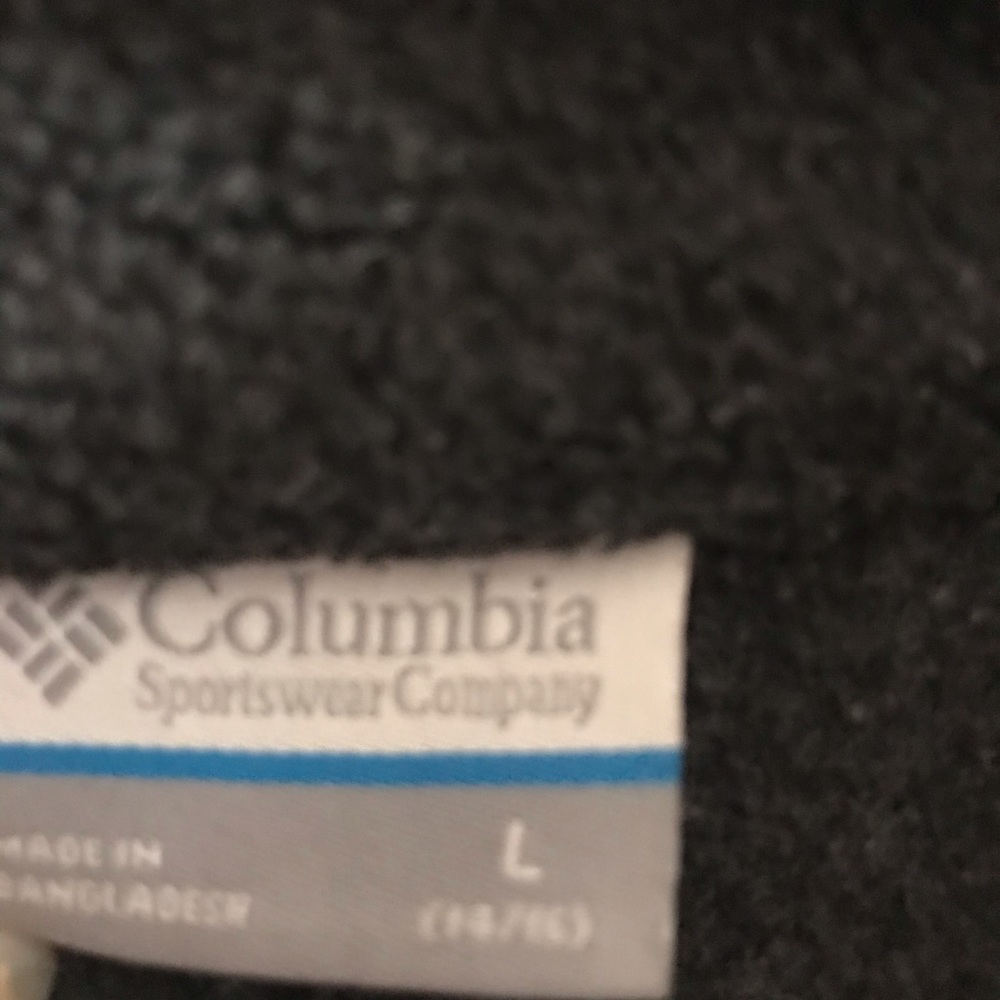 Columbia
Sportswear Company
MADE IN
BANGLADESH
L
(14/16)